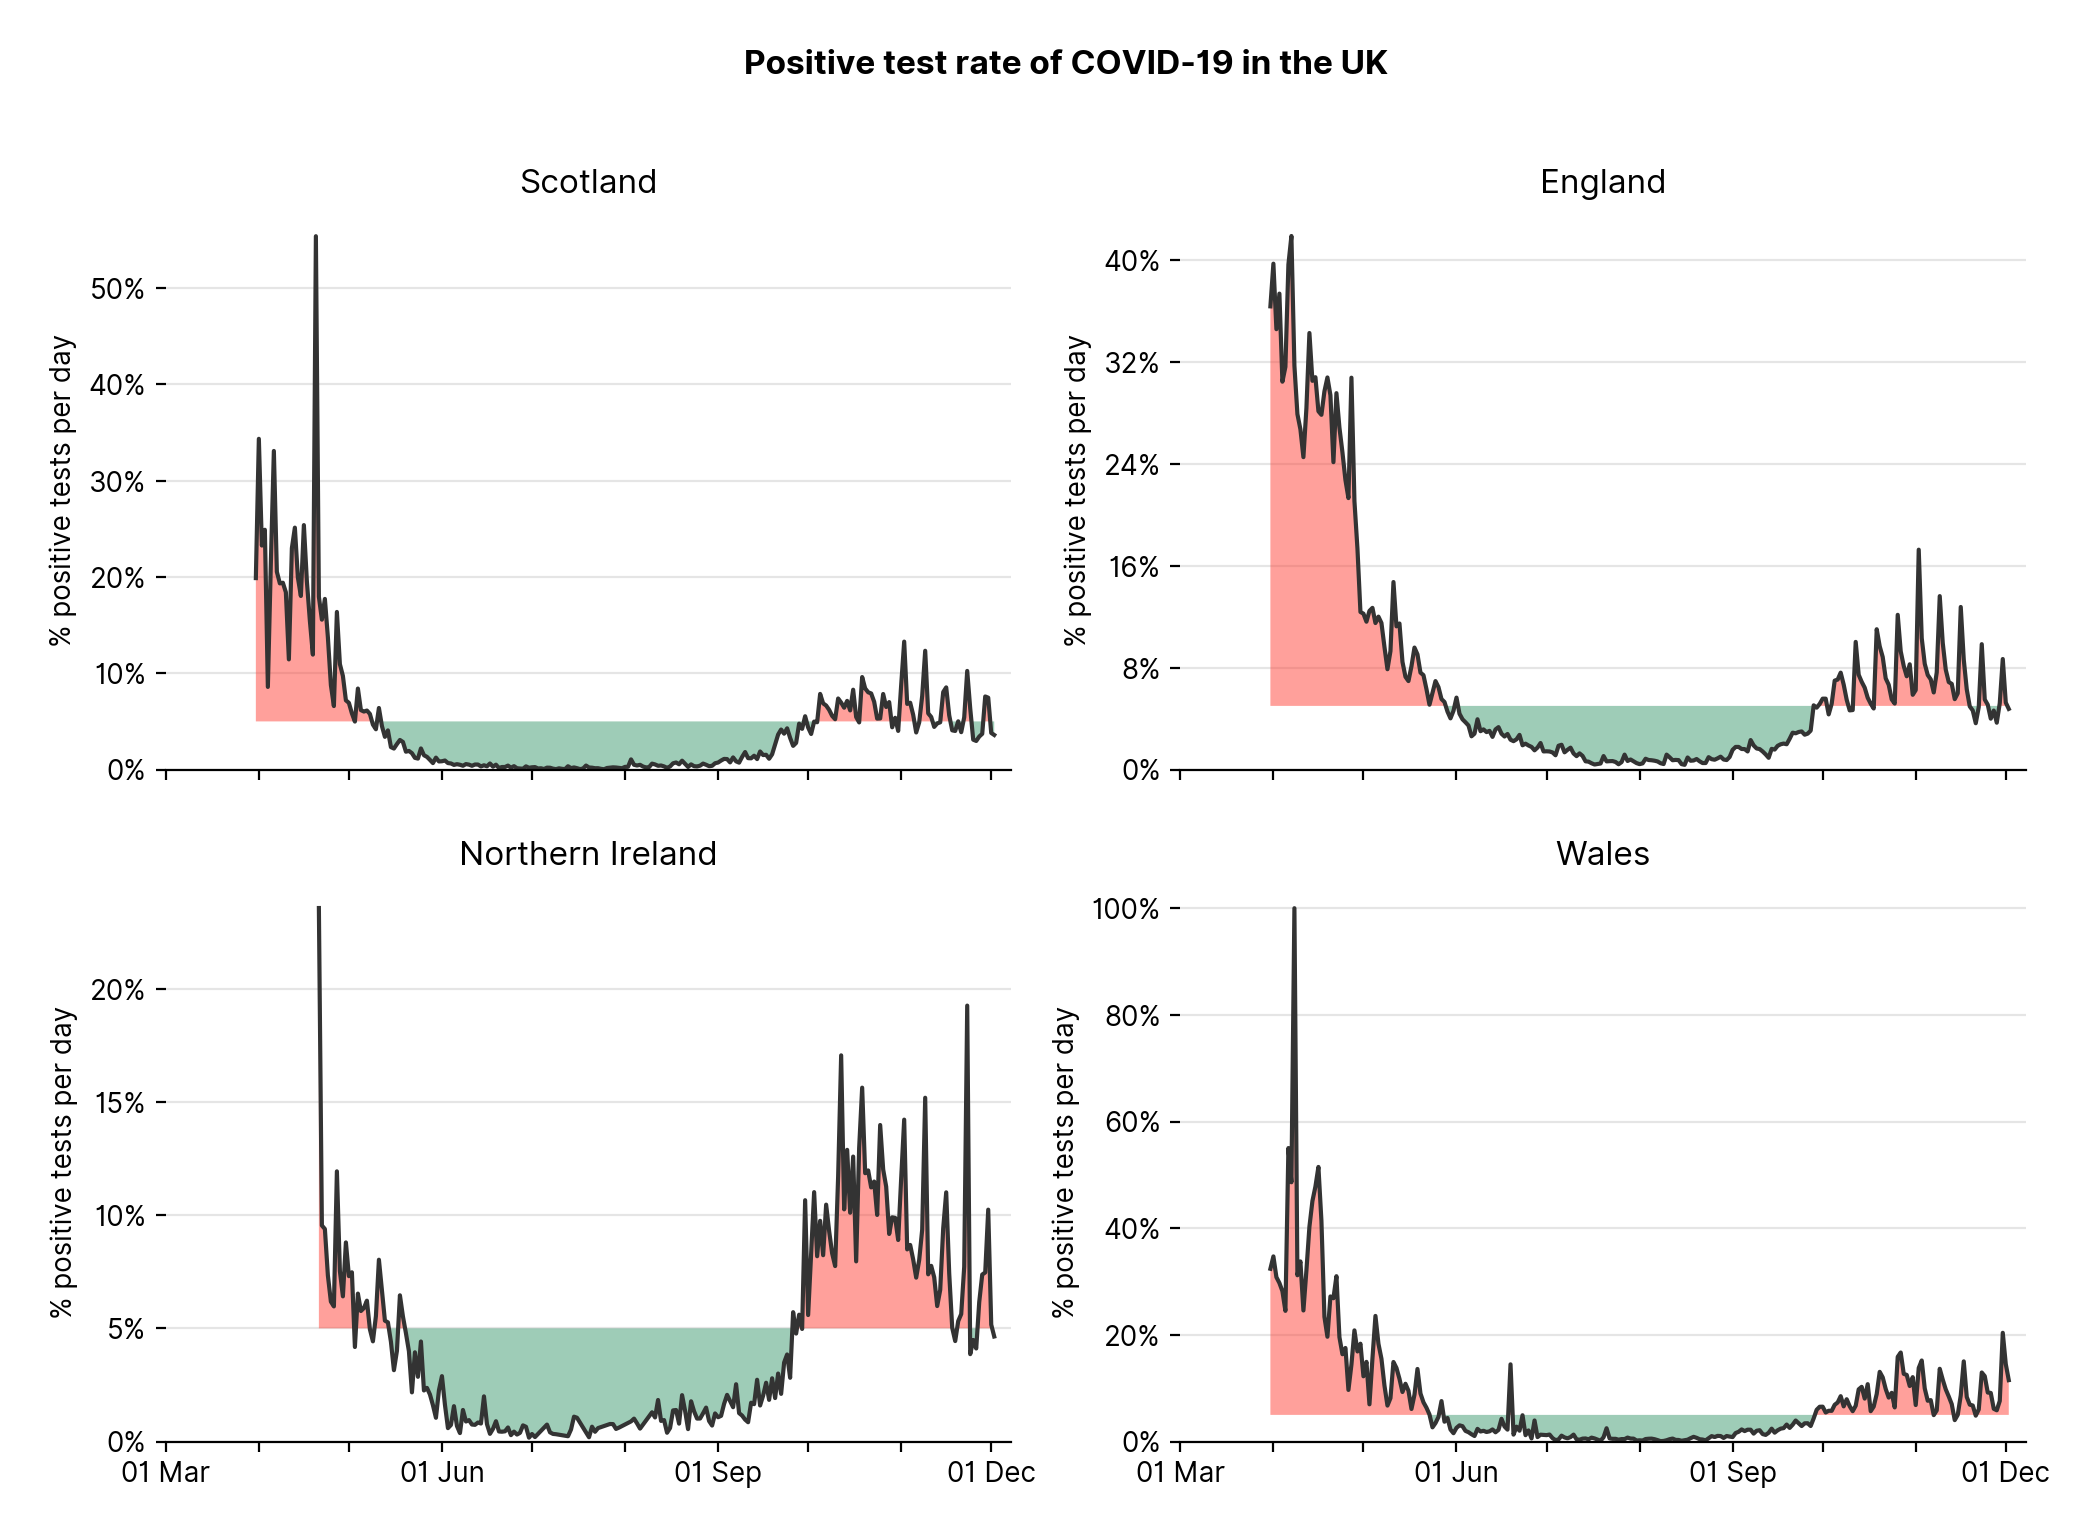 Positive test rate of COVID-19 in the UK
Scotland
% positive tests per day
50%
40%
30%
20%
10%
0%
England
% positive tests per day
40%
32%
24%
16%
8%
0%
Northern Ireland
% positive tests per day
20%
15%
10%
5%
0%
01 Mar
01 Jun
01 Sep
01 Dec
Wales
% positive tests per day
100%
80%
60%
40%
20%
0%
01 Mar
01 Jun
01 Sep
01 Dec